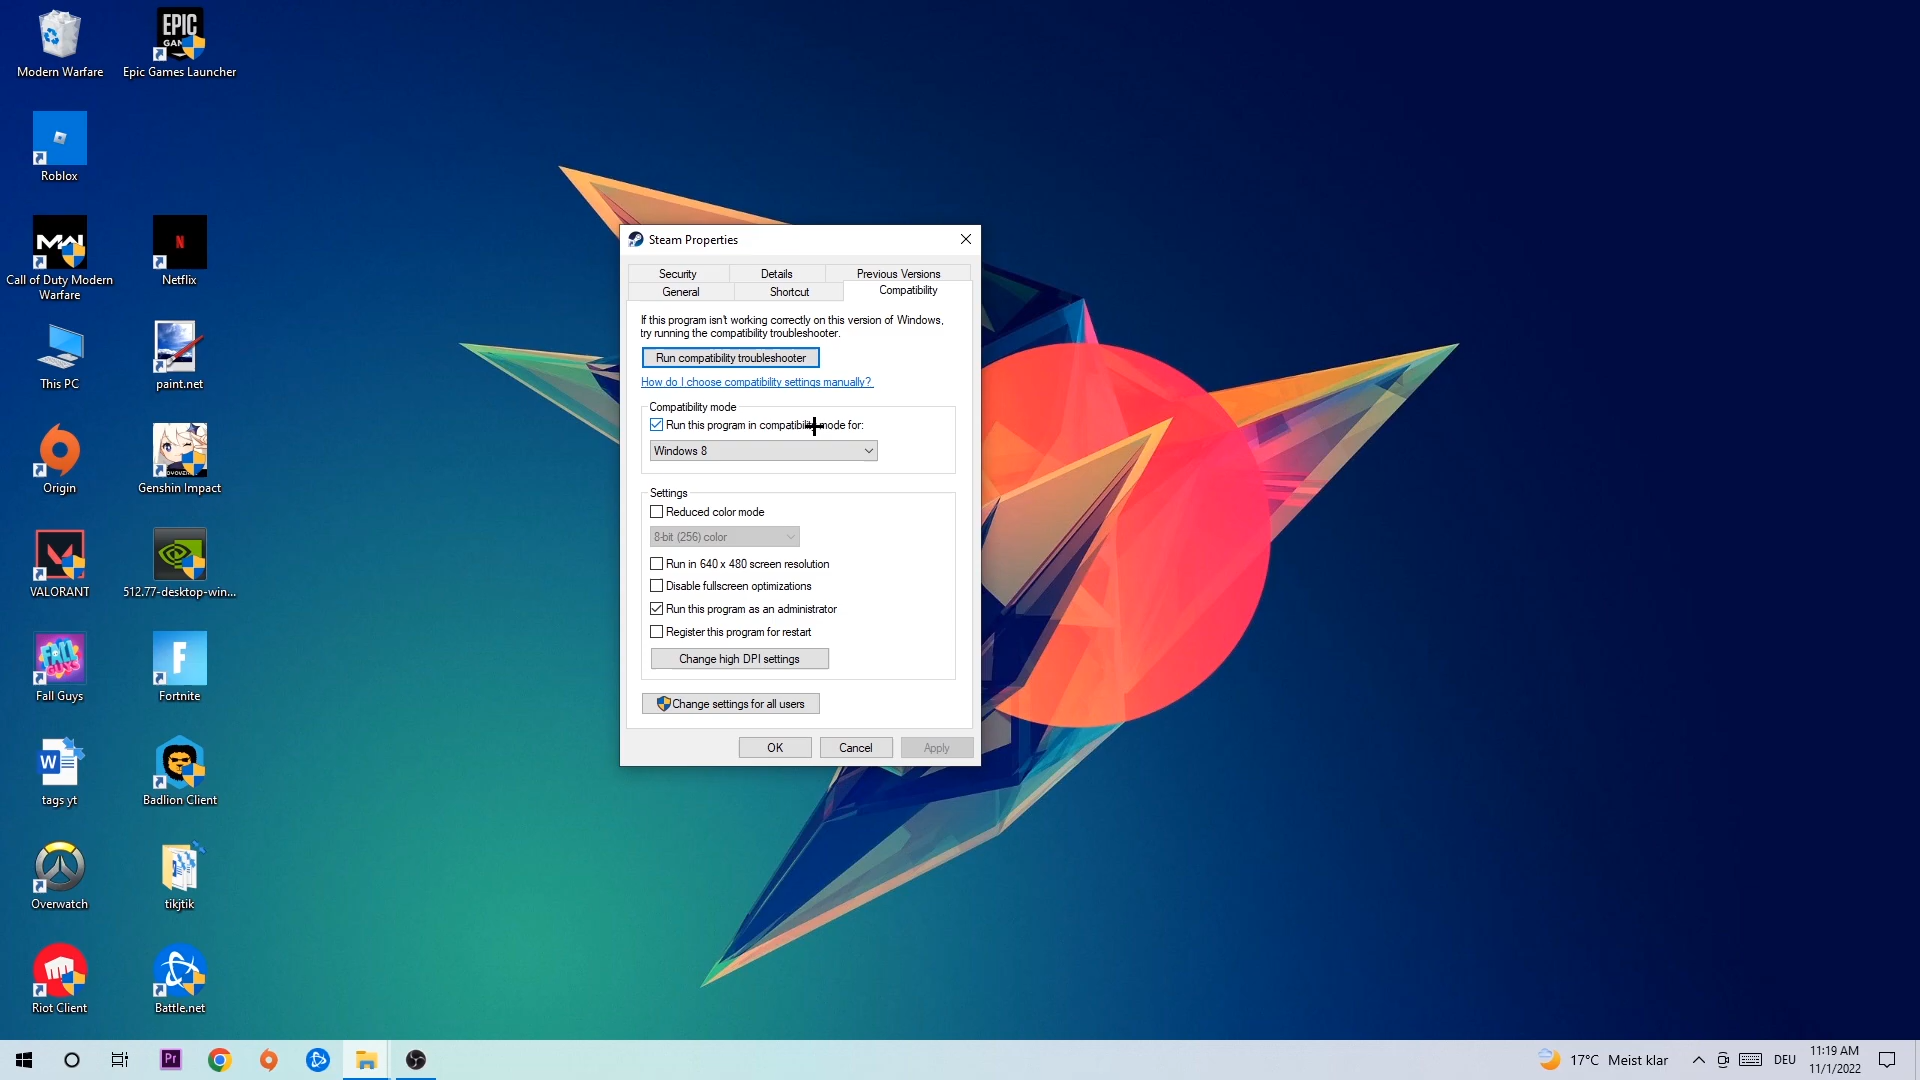 Modern Warfare
EPIC
GAMES
Epic Games Launcher
Roblox
Call of Duty Modern
Warfare
N
Netflix
This PC
paint.net
Origin
Genshin Impact
VALORANT
512.77-desktop-win...
FALL
GUYS
Fall Guys
F
Fortnite
W
tags yt
Badlion Client
Overwatch
tikjtik
Riot Client
Battle.net
Steam Properties
Security
Details
Previous Versions
General
Shortcut
Compatibility
If this program isn't working correctly on this version of Windows,
try running the compatibility troubleshooter.
Run compatibility troubleshooter
How do I choose compatibility settings manually?
Compatibility mode
Run this program in compatibility mode for:
Windows 8
Settings
Reduced color mode
8-bit (256) color
Run in 640 x 480 screen resolution
Disable fullscreen optimizations
Run this program as an administrator
Register this program for restart
Change high DPI settings
Change settings for all users
OK
Cancel
Apply
Pr
17°C Meist klar
DEU
11:19 AM
11/1/2022